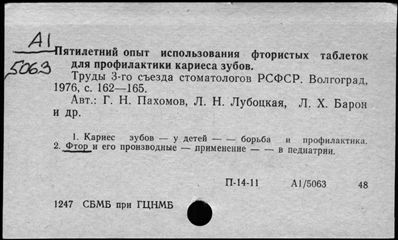 A1
5063
Пятилетний опыт использования фтористых таблеток
для профилактики кариеса зубов.
Труды 3-го съезда стоматологов РСФСР. Волгоград,
1976, с. 162—165.
Авт.: Г. Н. Пахомов, Л. Н. Лубоцкая, Л. Х. Барон
и др.
1. Кариес зубов — у детей — — борьба и профилактика.
2. Фтор и его производные — применение — — в педиатрии.
П-14-11 А1/5063 48
1247 СБМБ при ГЦНМБ